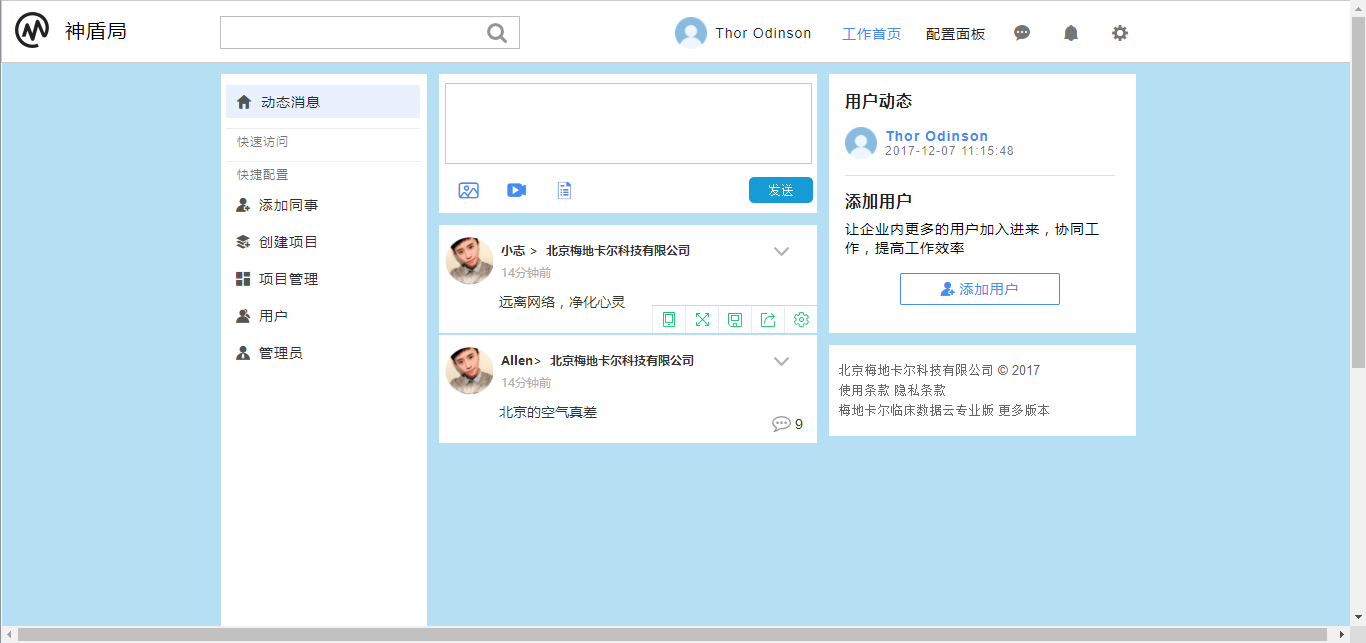 神盾局
Thor Odinson 工作首页 配置面板
动态消息
快速访问
快捷配置
添加同事
创建项目
项目管理
用户
管理员
发送
小志 > 北京梅地卡尔科技有限公司
14分钟前
远离网络，净化心灵
Allen> 北京梅地卡尔科技有限公司
14分钟前
北京的空气真差
9
用户动态
Thor Odinson
2017-12-07 11:15:48
添加用户
让企业内更多的用户加入进来，协同工
作，提高工作效率
添加用户
北京梅地卡尔科技有限公司 © 2017
使用条款 隐私条款
梅地卡尔临床数据云专业版 更多版本